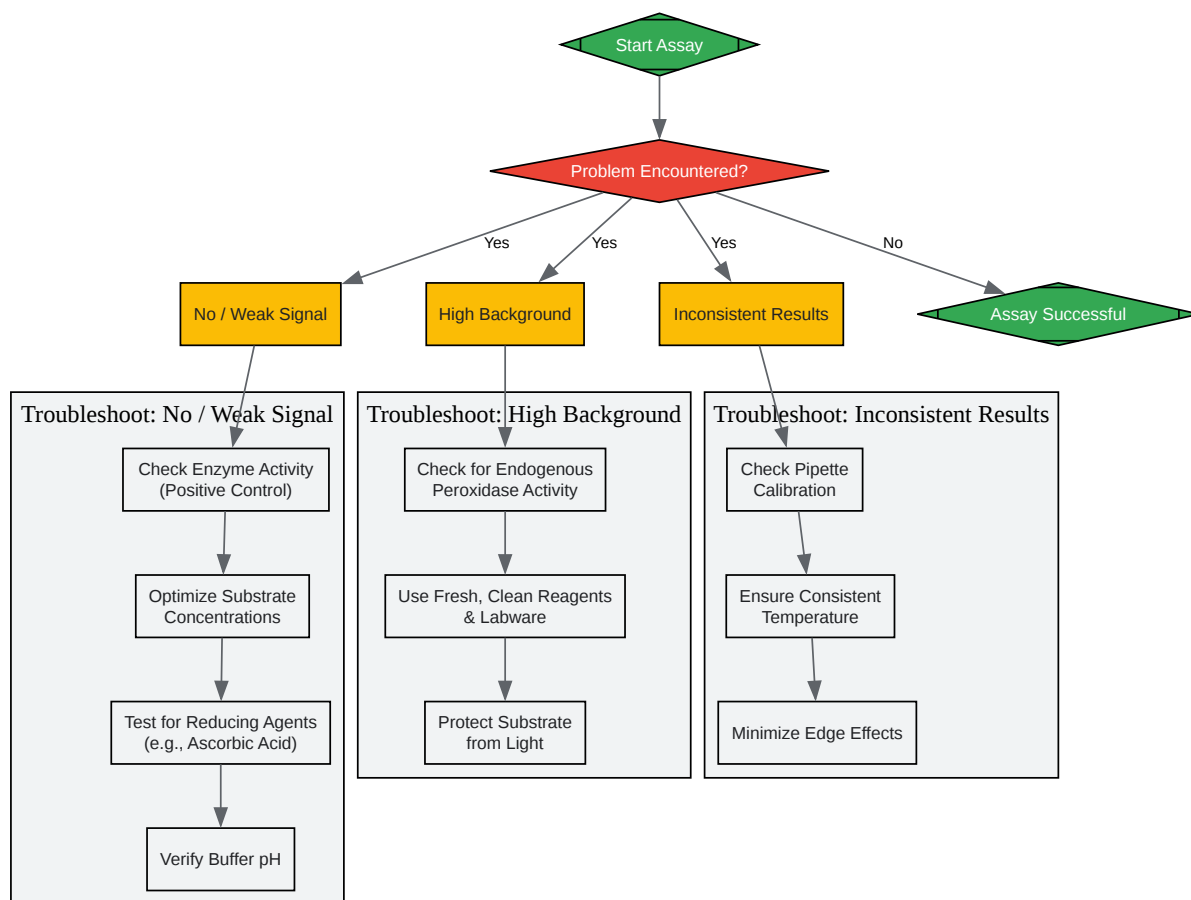 Start Assay
Problem Encountered?
Yes
Yes
Yes
No
No / Weak Signal
High Background
Inconsistent Results
Assay Successful
Troubleshoot: No / Weak Signal
Check Enzyme Activity
(Positive Control)
Optimize Substrate
Concentrations
Test for Reducing Agents
(e.g., Ascorbic Acid)
Verify Buffer pH
Troubleshoot: High Background
Check for Endogenous
Peroxidase Activity
Use Fresh, Clean Reagents
& Labware
Protect Substrate
from Light
Troubleshoot: Inconsistent Results
Check Pipette
Calibration
Ensure Consistent
Temperature
Minimize Edge Effects